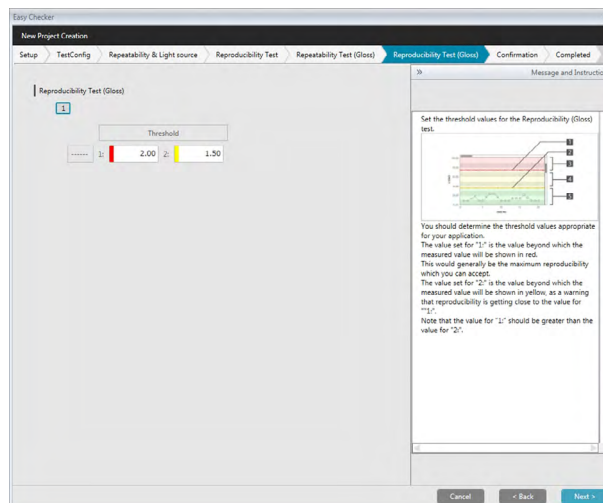 Easy Checker
New Project Creation
Setup
TestConfig
Repeatability & Light source
Reproducibility Test
Repeatability Test (Gloss)
Reproducibility Test (Gloss)
Confirmation
Completed
Reproducibility Test (Gloss)
1
Threshold
------ 1: 2.00 2: 1.50
» Message and Instructio
Set the threshold values for the Reproducibility (Gloss)
test.
1
2
3
4
5
You should determine the threshold values appropriate
for your application.
The value set for "1:" is the value beyond which the
measured value will be shown in red.
This would generally be the maximum reproducibility
which you can accept.
The value set for "2:" is the value beyond which the
measured value will be shown in yellow, as a warning
that reproducibility is getting close to the value for
""1:".
Note that the value for "1:" should be greater than the
value for "2:".
Cancel
< Back
Next >